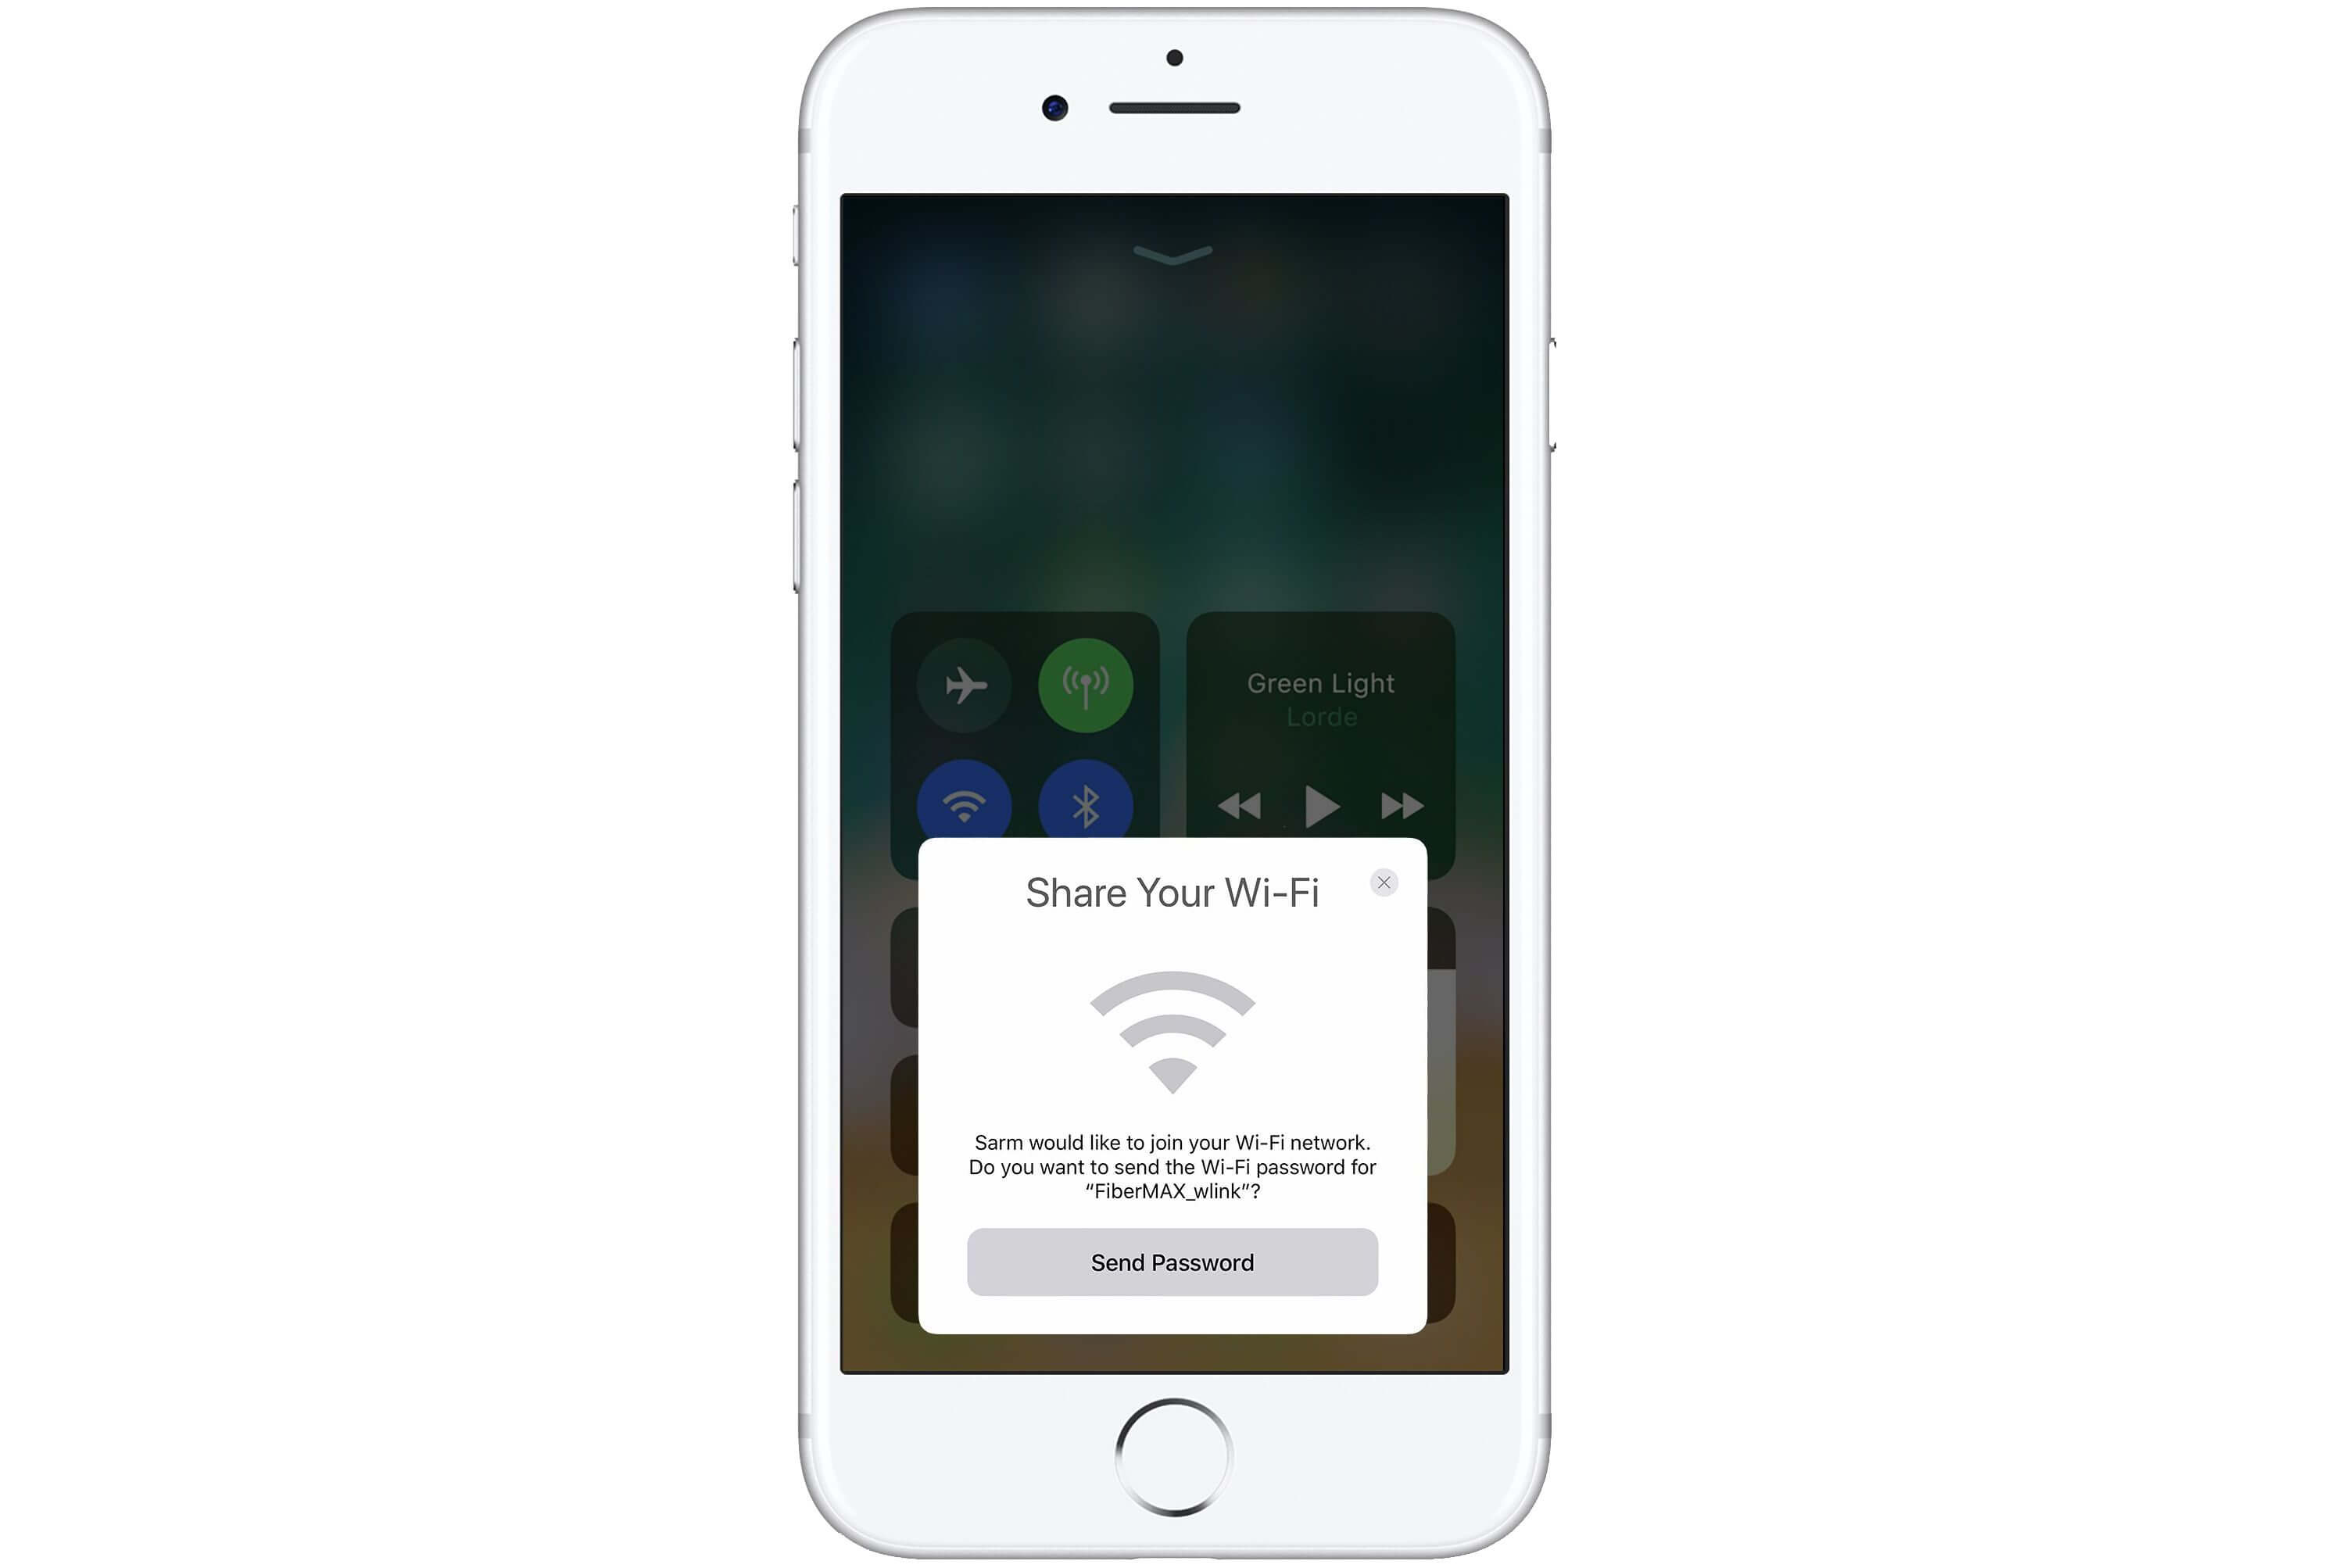 Green Light
Lorde
Share Your Wi-Fi
Sarm would like to join your Wi-Fi network.
Do you want to send the Wi-Fi password for
“FiberMAX_wlink”?
Send Password